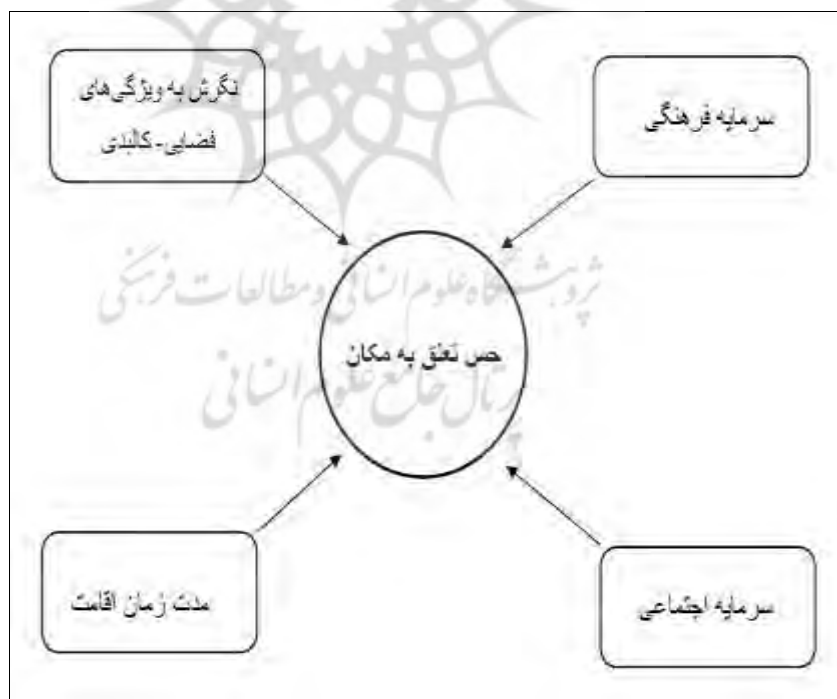 سرمایه فرهنگی
نگرش به ویژگی‌های
فضایی-کالبدی
پژوهشگاه علوم انسانی و مطالعات فرهنگی
حس تعلق به مکان
پرتال جامع علوم انسانی
سرمایه اجتماعی
مدت زمان اقامت